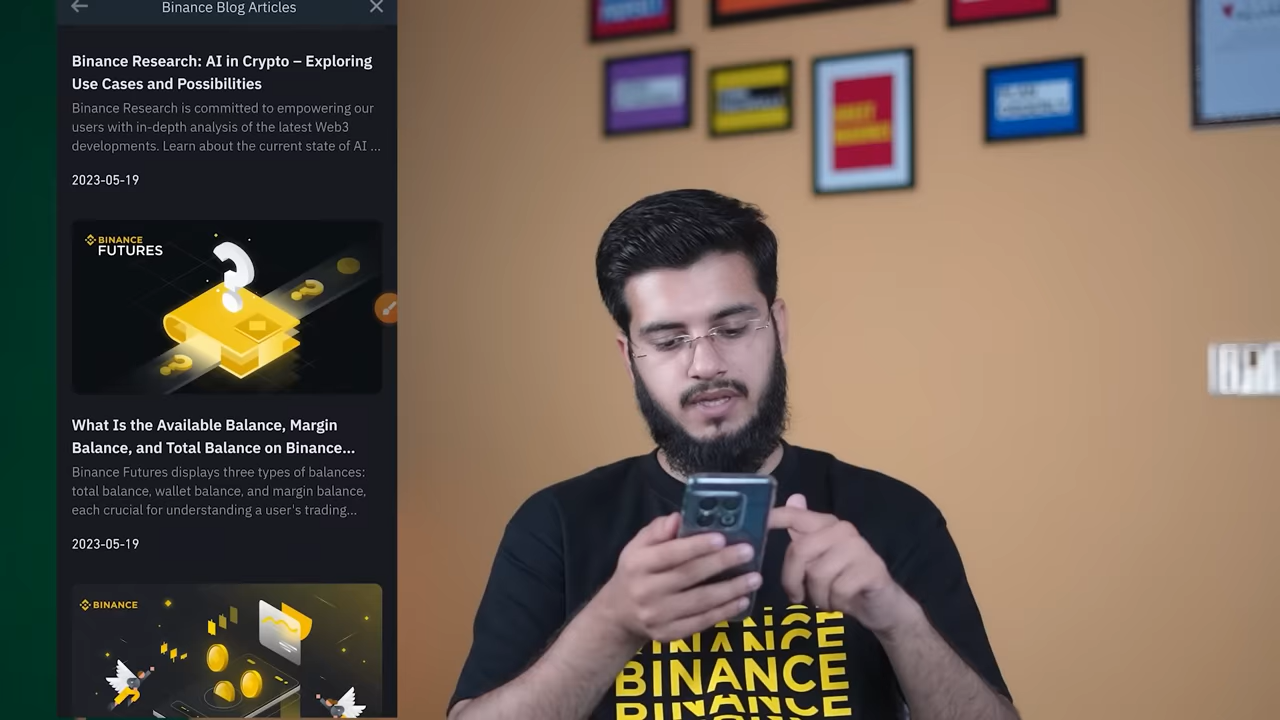 Binance Blog Articles
Binance Research: AI in Crypto – Exploring
Use Cases and Possibilities
Binance Research is committed to empowering our
users with in-depth analysis of the latest Web3
developments. Learn about the current state of AI ...
2023-05-19
BINANCE
FUTURES
What Is the Available Balance, Margin
Balance, and Total Balance on Binance...
Binance Futures displays three types of balances:
total balance, wallet balance, and margin balance,
each crucial for understanding a user's trading...
2023-05-19
BINANCE
BINANCE
BINANCE
BINANCE